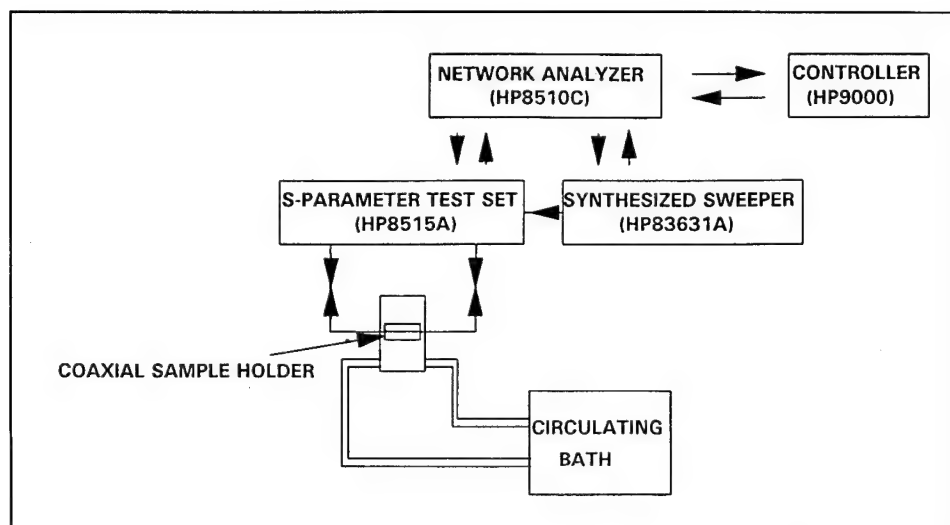 NETWORK ANALYZER
(HP8510C)
CONTROLLER
(HP9000)
S-PARAMETER TEST SET
(HP8515A)
SYNTHESIZED SWEEPER
(HP83631A)
COAXIAL SAMPLE HOLDER
CIRCULATING
BATH